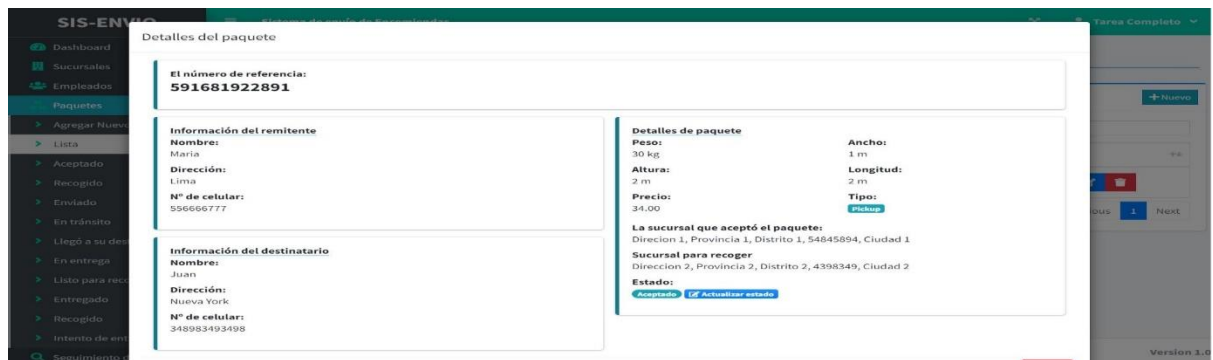 SIS-ENVIO
Sistema de envío de Encomiendas
Tarea Completo
Dashboard
Sucursales
Empleados
Paquetes
Agregar Nuevo
Lista
Aceptado
Recogido
Enviado
En tránsito
Llegó a su des
En entrega
Listo para reco
Entregado
Recogido
Intento de ent
Seguimiento d
Detalles del paquete
El número de referencia:
591681922891
Información del remitente
Nombre:
Maria
Dirección:
Lima
N° de celular:
556666777
Información del destinatario
Nombre:
Juan
Dirección:
Nueva York
N° de celular:
348983493498
Detalles de paquete
Peso: Ancho:
30 kg 1 m
Altura: Longitud:
2 m 2 m
Precio: Tipo:
34.00 Pickup
La sucursal que aceptó el paquete:
Direcion 1, Provincia 1, Distrito 1, 54845894, Ciudad 1
Sucursal para recoger
Direccion 2, Provincia 2, Distrito 2, 4398349, Ciudad 2
Estado:
Aceptado Actualizar estado
+Nuevo
ous 1 Next
Version 1.0